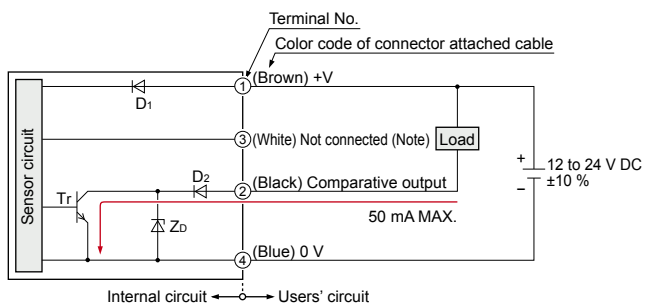 Terminal No.
Color code of connector attached cable
1 (Brown) +V
D1
3 (White) Not connected (Note) Load
Sensor circuit
+ 12 to 24 V DC
− ±10 %
D2
2 (Black) Comparative output
Tr
ZD
50 mA MAX.
4 (Blue) 0 V
Internal circuit Users' circuit